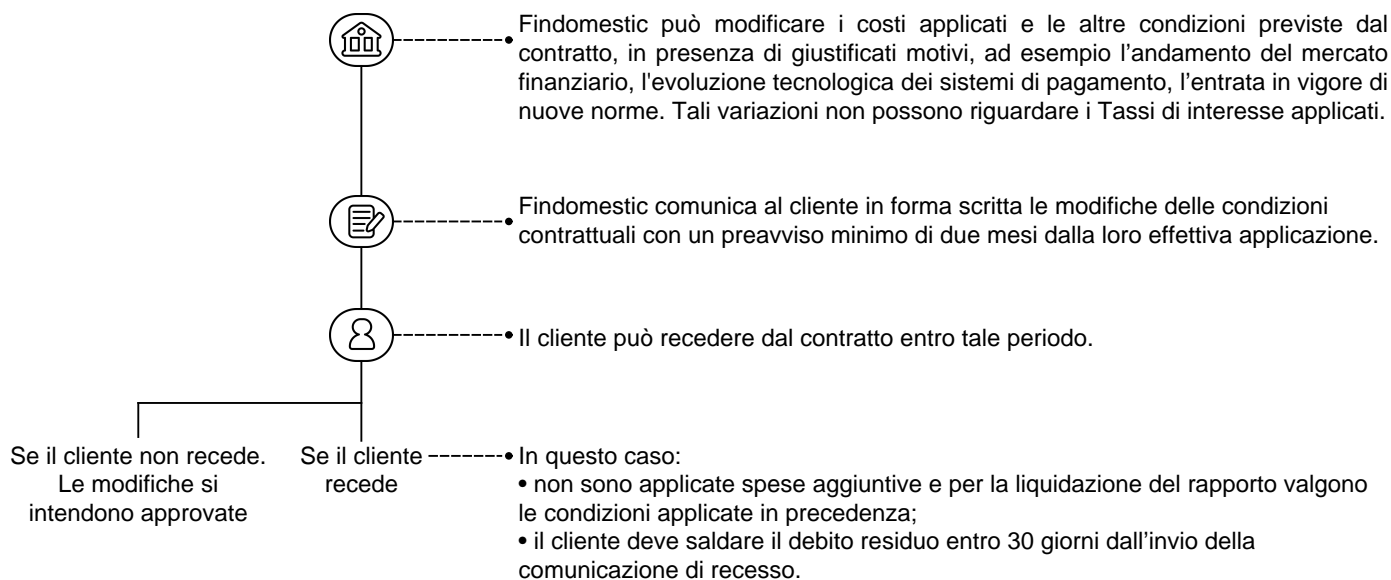 Findomestic può modificare i costi applicati e le altre condizioni previste dal
contratto, in presenza di giustificati motivi, ad esempio l’andamento del mercato
finanziario, l'evoluzione tecnologica dei sistemi di pagamento, l’entrata in vigore di
nuove norme. Tali variazioni non possono riguardare i Tassi di interesse applicati.
Findomestic comunica al cliente in forma scritta le modifiche delle condizioni
contrattuali con un preavviso minimo di due mesi dalla loro effettiva applicazione.
Il cliente può recedere dal contratto entro tale periodo.
Se il cliente non recede.
Le modifiche si
intendono approvate
Se il cliente
recede
In questo caso:
• non sono applicate spese aggiuntive e per la liquidazione del rapporto valgono
le condizioni applicate in precedenza;
• il cliente deve saldare il debito residuo entro 30 giorni dall’invio della
comunicazione di recesso.